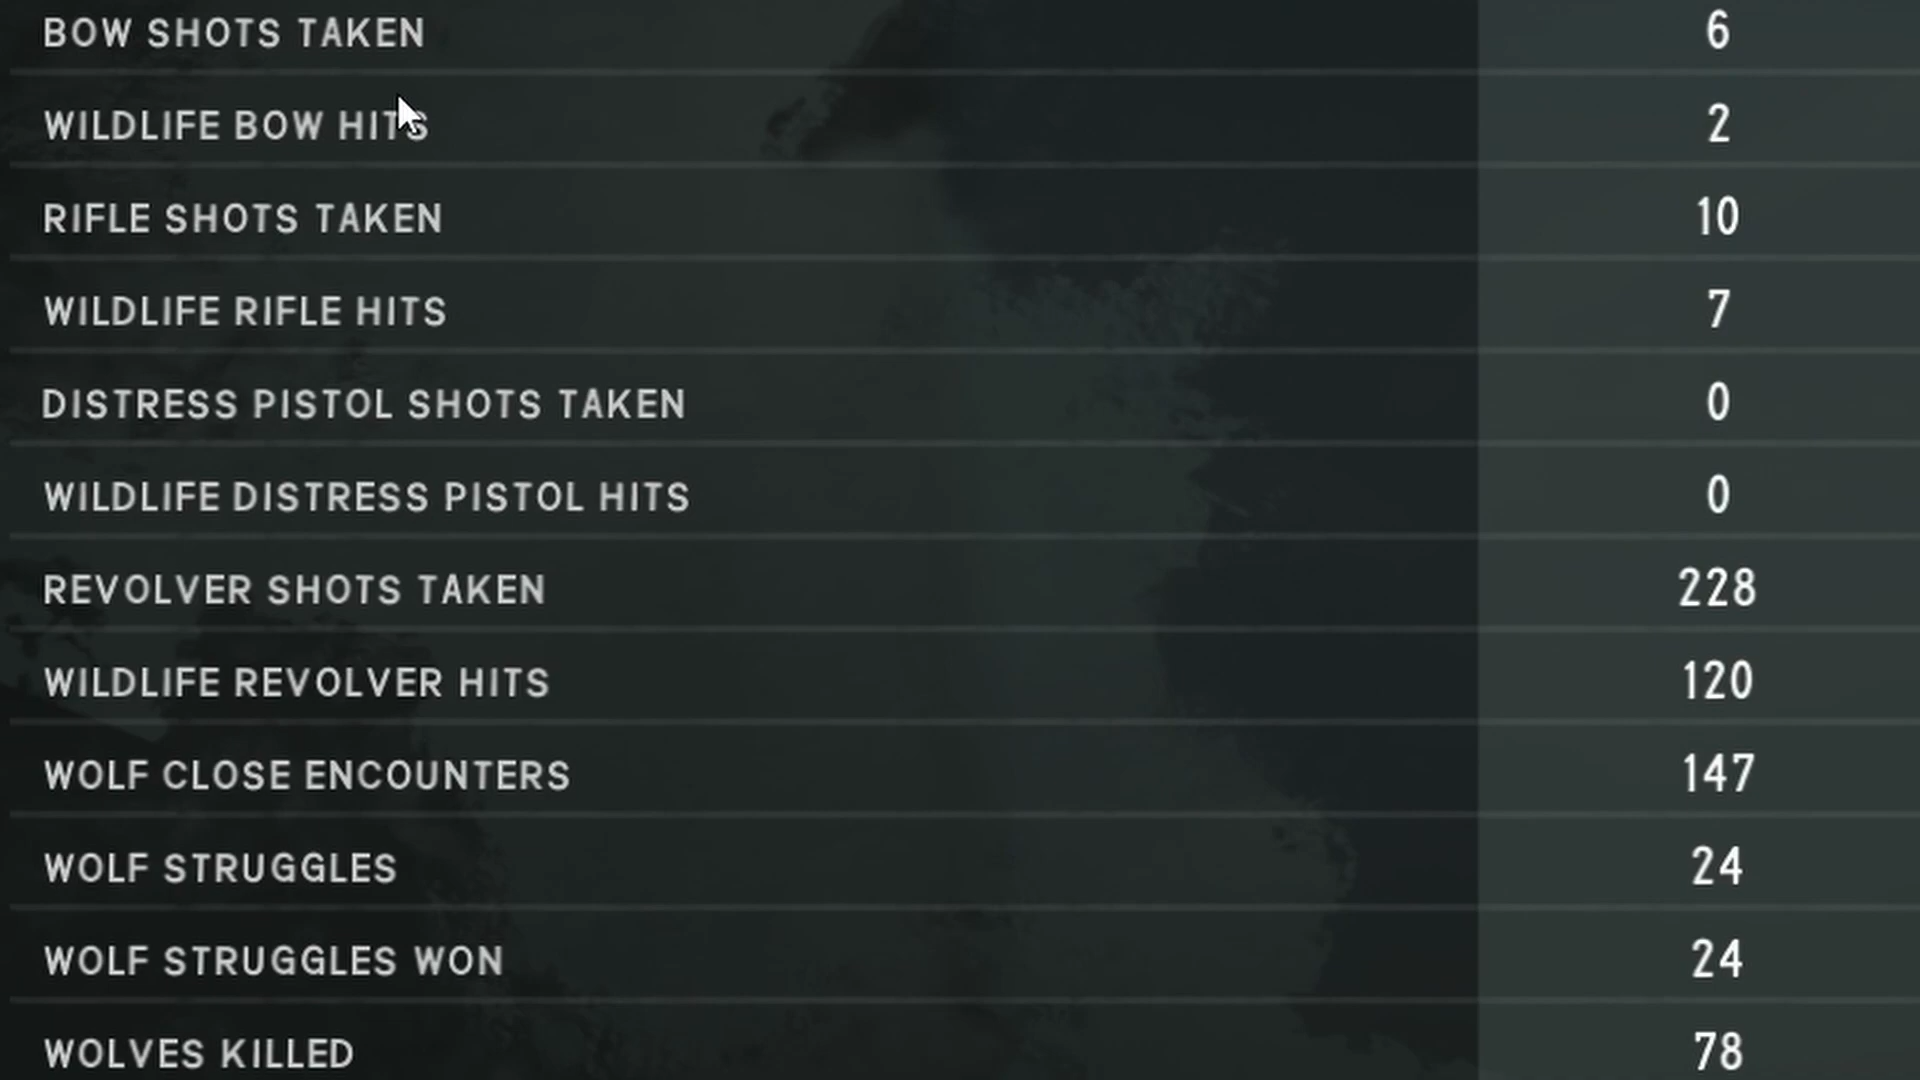 BOW SHOTS TAKEN 6
WILDLIFE BOW HITS 2
RIFLE SHOTS TAKEN 10
WILDLIFE RIFLE HITS 7
DISTRESS PISTOL SHOTS TAKEN 0
WILDLIFE DISTRESS PISTOL HITS 0
REVOLVER SHOTS TAKEN 228
WILDLIFE REVOLVER HITS 120
WOLF CLOSE ENCOUNTERS 147
WOLF STRUGGLES 24
WOLF STRUGGLES WON 24
WOLVES KILLED 78